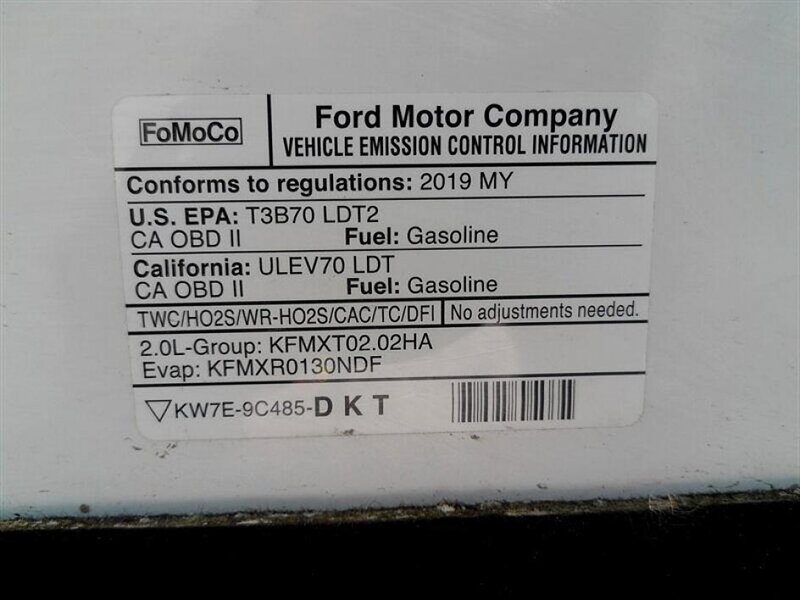 FoMoCo
Ford Motor Company
VEHICLE EMISSION CONTROL INFORMATION
Conforms to regulations: 2019 MY
U.S. EPA: T3B70 LDT2
CA OBD II Fuel: Gasoline
California: ULEV70 LDT
CA OBD II Fuel: Gasoline
TWC/HO2S/WR-HO2S/CAC/TC/DFI No adjustments needed.
2.0L-Group: KFMXT02.02HA
Evap: KFMXR0130NDF
▽KW7E-9C485-D K T